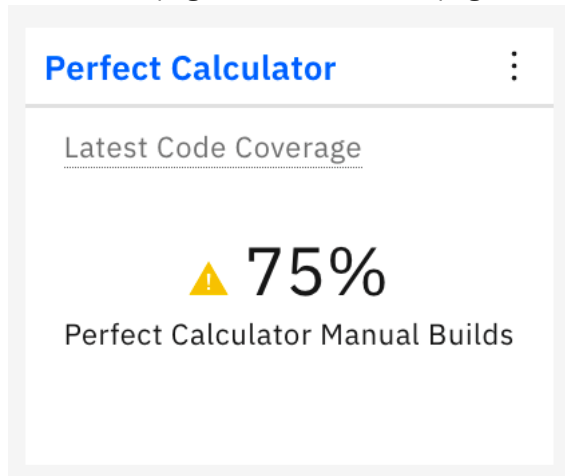 Perfect Calculator
Latest Code Coverage
75%
Perfect Calculator Manual Builds